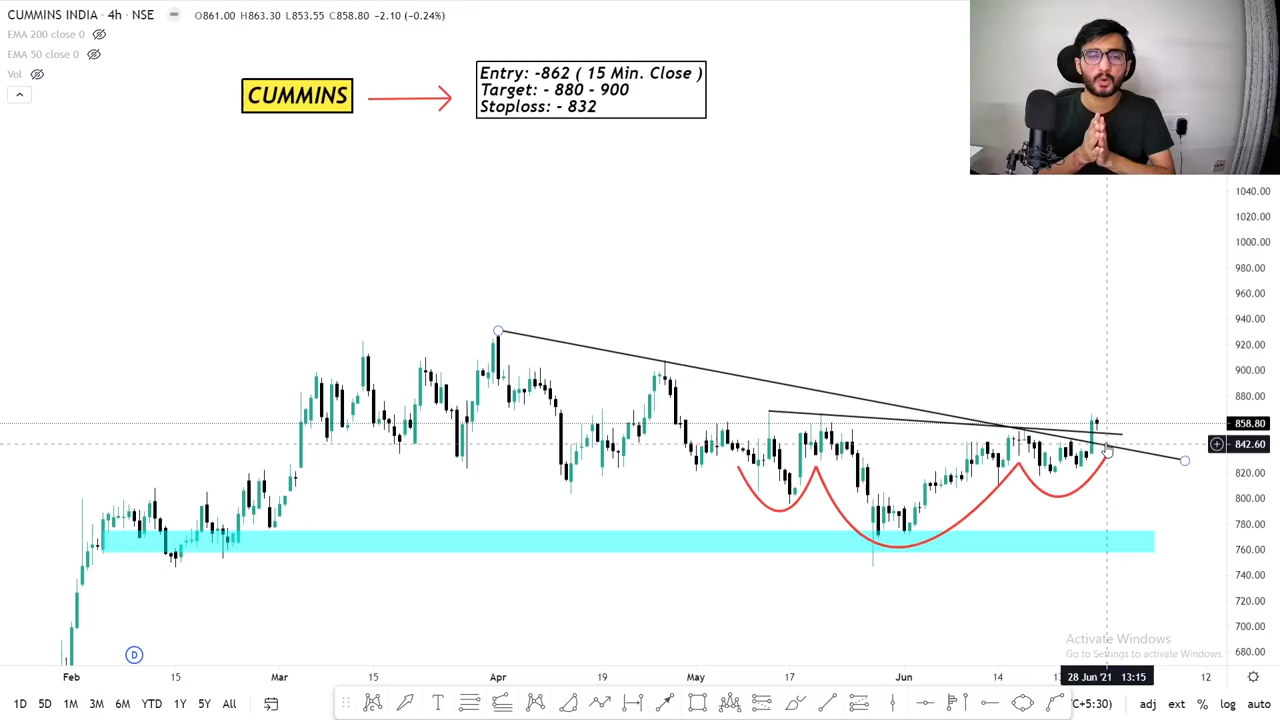 CUMMINS INDIA · 4h · NSE
O861.00 H863.30 L853.55 C858.80 -2.10 (-0.24%)
EMA 200 close 0
EMA 50 close 0
Vol
CUMMINS
Entry: -862 ( 15 Min. Close )
Target: - 880 - 900
Stoploss: - 832
1040.00
1020.00
1000.00
980.00
960.00
940.00
920.00
900.00
880.00
858.80
842.60
820.00
800.00
780.00
760.00
740.00
720.00
700.00
680.00
D
Activate Windows
Go to Settings to activate Windows.
Feb 15 Mar 15 Apr 19 May 17 Jun 14 28 Jun '21 13:15 12
1D 5D 1M 3M 6M YTD 1Y 5Y All
C+5:30) adj ext % log auto